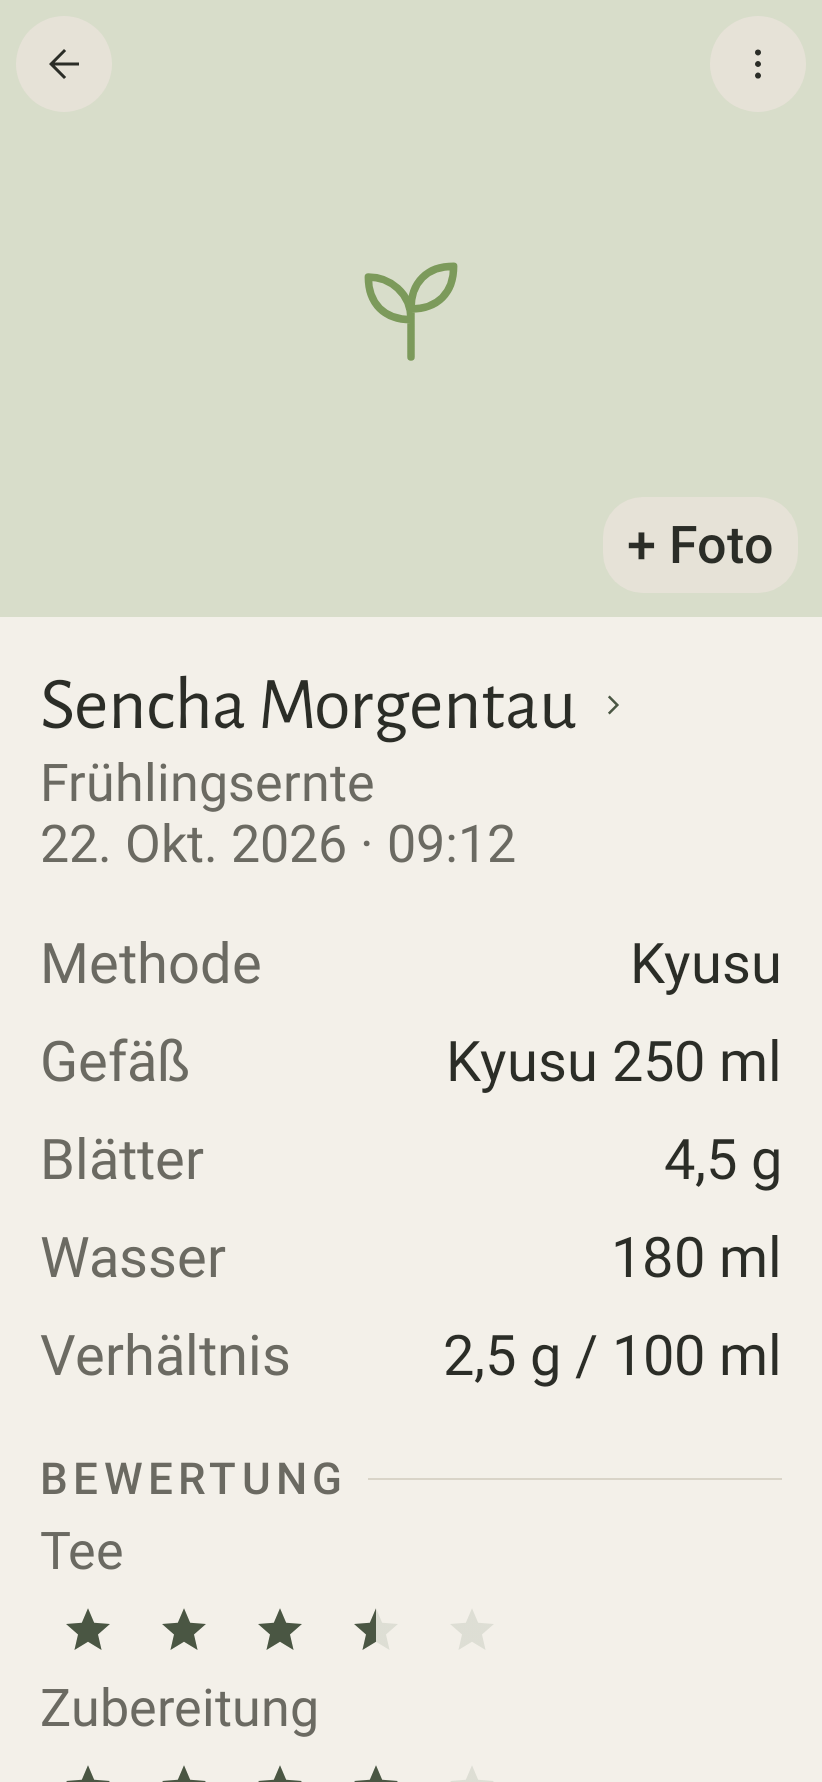 + Foto
Sencha Morgentau
Frühlingsernte
22. Okt. 2026 · 09:12
Methode Kyusu
Gefäß Kyusu 250 ml
Blätter 4,5 g
Wasser 180 ml
Verhältnis 2,5 g / 100 ml
BEWERTUNG
Tee
Zubereitung